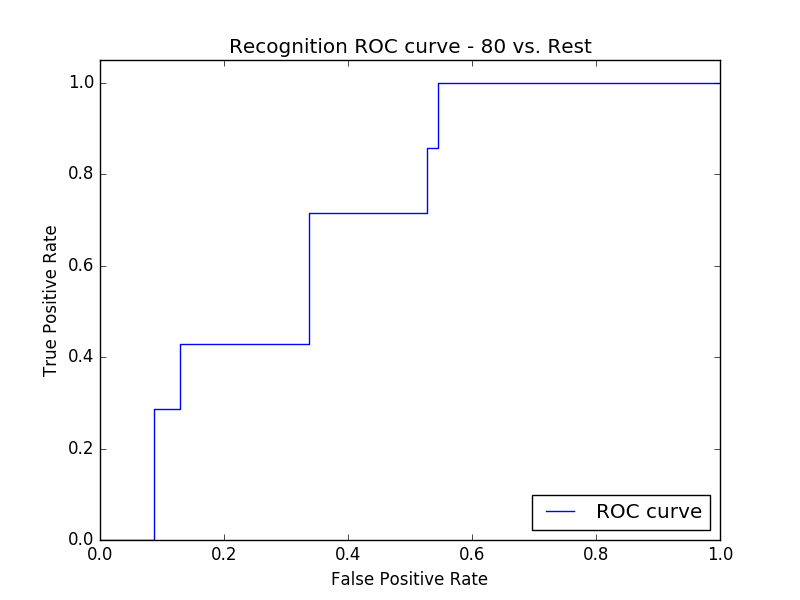 Recognition ROC curve - 80 vs. Rest
1.0
0.8
0.6
0.4
0.2
0.0
True Positive Rate
0.0 0.2 0.4 0.6 0.8 1.0
False Positive Rate
ROC curve